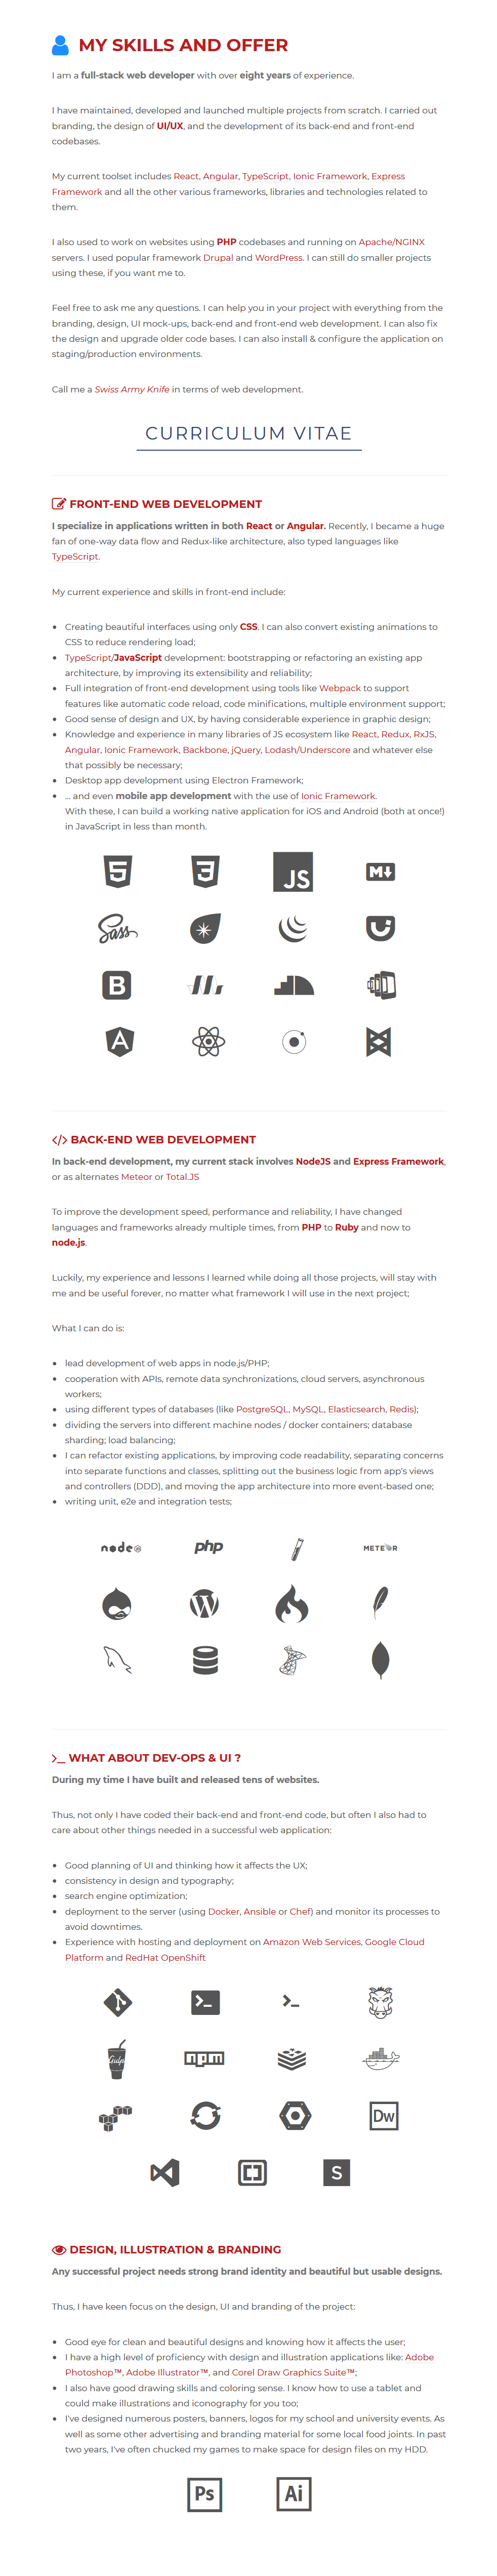 MY SKILLS AND OFFER
I am a full-stack web developer with over eight years of experience.
I have maintained, developed and launched multiple projects from scratch. I carried out
branding, the design of UI/UX, and the development of its back-end and front-end
codebases.
My current toolset includes React, Angular, TypeScript, Ionic Framework, Express
Framework and all the other various frameworks, libraries and technologies related to
them.
I also used to work on websites using PHP codebases and running on Apache/NGINX
servers. I used popular framework Drupal and WordPress. I can still do smaller projects
using these, if you want me to.
Feel free to ask me any questions. I can help you in your project with everything from the
branding, design, UI mock-ups, back-end and front-end web development. I can also fix
the design and upgrade older code bases. I can also install & configure the application on
staging/production environments.
Call me a Swiss Army Knife in terms of web development.
CURRICULUM VITAE
FRONT-END WEB DEVELOPMENT
I specialize in applications written in both React or Angular. Recently, I became a huge
fan of one-way data flow and Redux-like architecture, also typed languages like
TypeScript.
My current experience and skills in front-end include:
• Creating beautiful interfaces using only CSS. I can also convert existing animations to
CSS to reduce rendering load;
• TypeScript/JavaScript development: bootstrapping or refactoring an existing app
architecture, by improving its extensibility and reliability;
• Full integration of front-end development using tools like Webpack to support
features like automatic code reload, code minifications, multiple environment support;
• Good sense of design and UX, by having considerable experience in graphic design;
• Knowledge and experience in many libraries of JS ecosystem like React, Redux, RxJS,
Angular, Ionic Framework, Backbone, jQuery, Lodash/Underscore and whatever else
that possibly be necessary;
• Desktop app development using Electron Framework;
• ... and even mobile app development with the use of Ionic Framework.
With these, I can build a working native application for iOS and Android (both at once!)
in JavaScript in less than month.
5 3 JS M
Sass
B
A
BACK-END WEB DEVELOPMENT
In back-end development, my current stack involves NodeJS and Express Framework,
or as alternates Meteor or Total.JS
To improve the development speed, performance and reliability, I have changed
languages and frameworks already multiple times, from PHP to Ruby and now to
node.js.
Luckily, my experience and lessons I learned while doing all those projects, will stay with
me and be useful forever, no matter what framework I will use in the next project;
What I can do is:
• lead development of web apps in node.js/PHP;
• cooperation with APIs, remote data synchronizations, cloud servers, asynchronous
workers;
• using different types of databases (like PostgreSQL, MySQL, Elasticsearch, Redis);
• dividing the servers into different machine nodes / docker containers; database
sharding; load balancing;
• I can refactor existing applications, by improving code readability, separating concerns
into separate functions and classes, splitting out the business logic from app's views
and controllers (DDD), and moving the app architecture into more event-based one;
• writing unit, e2e and integration tests;
node php METEOR
W
WHAT ABOUT DEV-OPS & UI ?
During my time I have built and released tens of websites.
Thus, not only I have coded their back-end and front-end code, but often I also had to
care about other things needed in a successful web application:
• Good planning of UI and thinking how it affects the UX;
• consistency in design and typography;
• search engine optimization;
• deployment to the server (using Docker, Ansible or Chef) and monitor its processes to
avoid downtimes.
• Experience with hosting and deployment on Amazon Web Services, Google Cloud
Platform and RedHat OpenShift
Gulp npm
Dw
S
DESIGN, ILLUSTRATION & BRANDING
Any successful project needs strong brand identity and beautiful but usable designs.
Thus, I have keen focus on the design, UI and branding of the project:
• Good eye for clean and beautiful designs and knowing how it affects the user;
• I have a high level of proficiency with design and illustration applications like: Adobe
Photoshop™, Adobe Illustrator™, and Corel Draw Graphics Suite™;
• I also have good drawing skills and coloring sense. I know how to use a tablet and
could make illustrations and iconography for you too;
• I've designed numerous posters, banners, logos for my school and university events. As
well as some other advertising and branding material for some local food joints. In past
two years, I've often chucked my games to make space for design files on my HDD.
Ps Ai